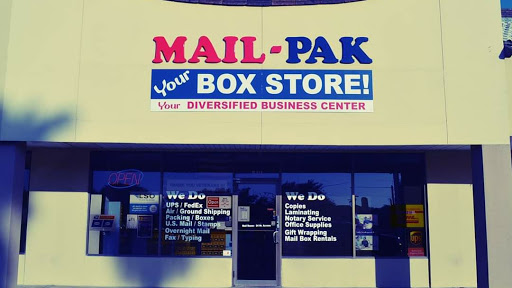 MAIL-PAK
Your BOX STORE!
Your DIVERSIFIED BUSINESS CENTER
OPEN!
We Do
UPS / FedEx
Air / Ground Shipping
Packing / Boxes
U.S. Mail / Stamps
Overnight Mail
Fax / Typing
We Do
Copies
Laminating
Notary Service
Office Supplies
Gift Wrapping
Mail Box Rentals
ups